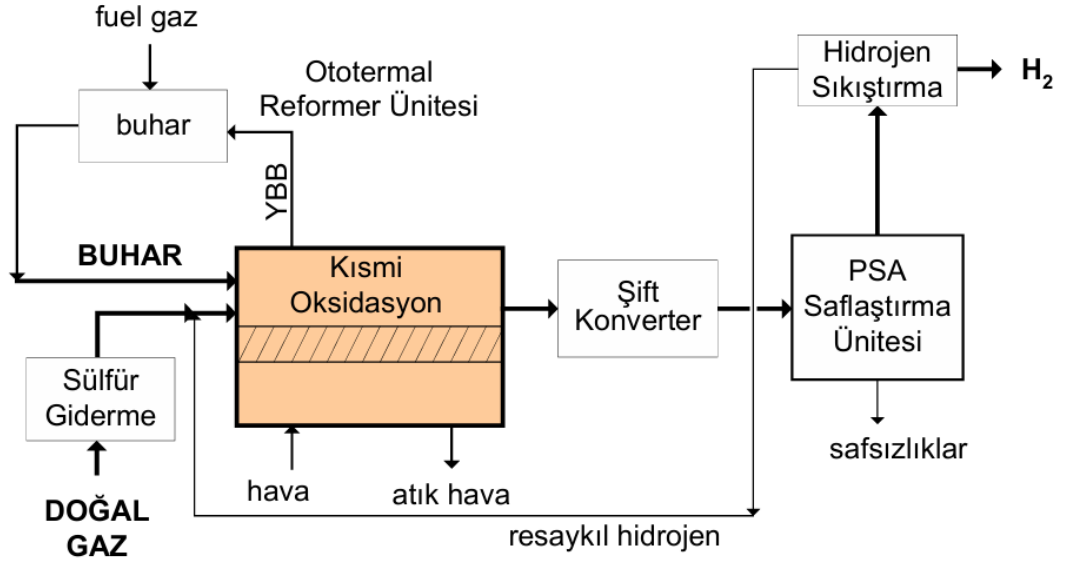 fuel gaz
buhar
Ototermal
Reformer Ünitesi
YBB
BUHAR
Kısmi
Oksidasyon
Sülfür
Giderme
DOĞAL
GAZ
hava
atık hava
Şift
Konverter
PSA
Saflaştırma
Ünitesi
safsızlıklar
Hidrojen
Sıkıştırma
H₂
resaykıl hidrojen